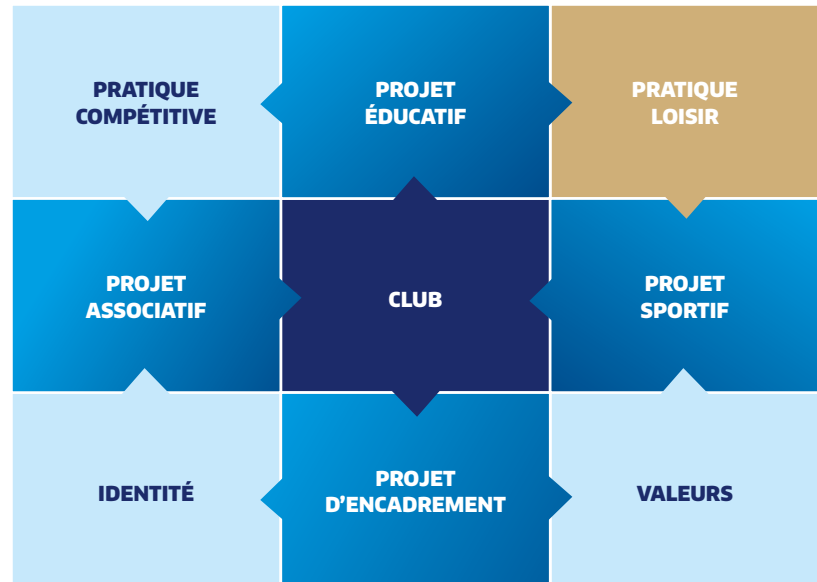 PRATIQUE
COMPÉTITIVE
PROJET
ÉDUCATIF
PRATIQUE
LOISIR
PROJET
ASSOCIATIF
CLUB
PROJET
SPORTIF
IDENTITÉ
PROJET
D'ENCADREMENT
VALEURS